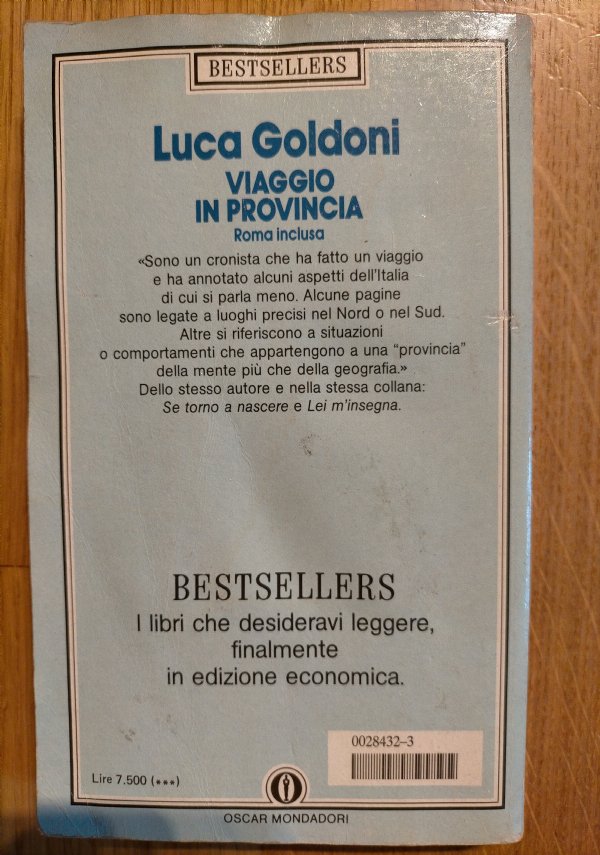 BESTSELLERS
Luca Goldoni
VIAGGIO
IN PROVINCIA
Roma inclusa
«Sono un cronista che ha fatto un viaggio
e ha annotato alcuni aspetti dell'Italia
di cui si parla meno. Alcune pagine
sono legate a luoghi precisi nel Nord o nel Sud.
Altre si riferiscono a situazioni
o comportamenti che appartengono a una "provincia"
della mente più che della geografia.»
Dello stesso autore e nella stessa collana:
Se torno a nascere e Lei m'insegna.
BESTSELLERS
I libri che desideravi leggere,
finalmente
in edizione economica.
0028432-3
Lire 7.500 (***)
OSCAR MONDADORI